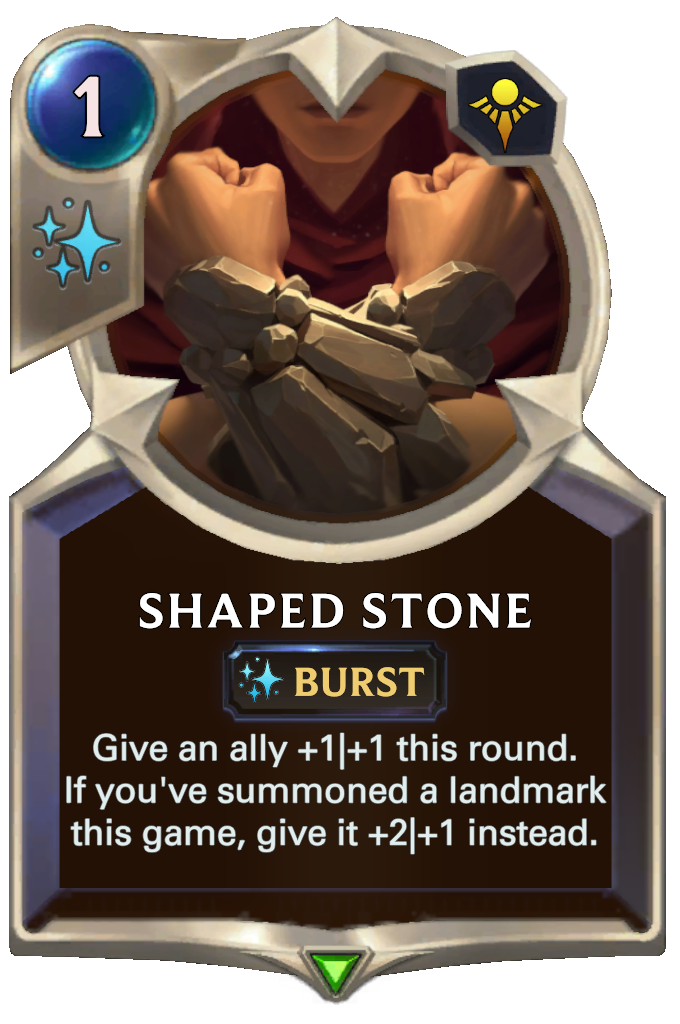 1
SHAPED STONE
BURST
Give an ally +1|+1 this round.
If you've summoned a landmark
this game, give it +2|+1 instead.